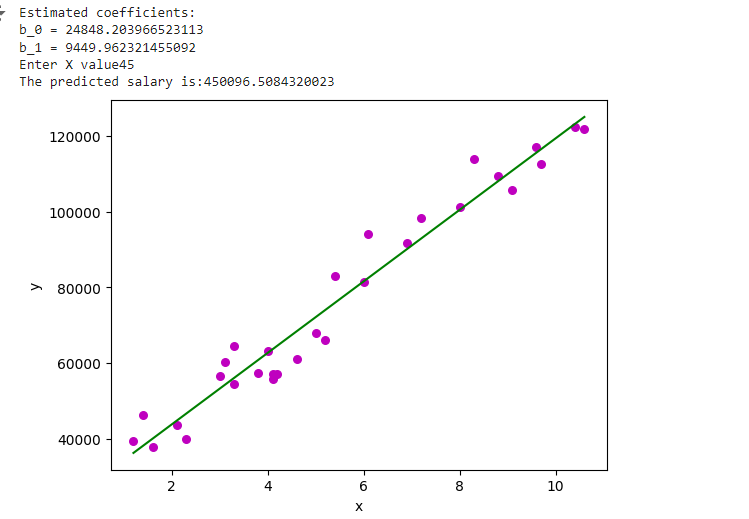 Estimated coefficients:
b_0 = 24848.203966523113
b_1 = 9449.962321455092
Enter X value45
The predicted salary is:450096.5084320023
120000
100000
80000
60000
40000
y
2 4 6 8 10
x